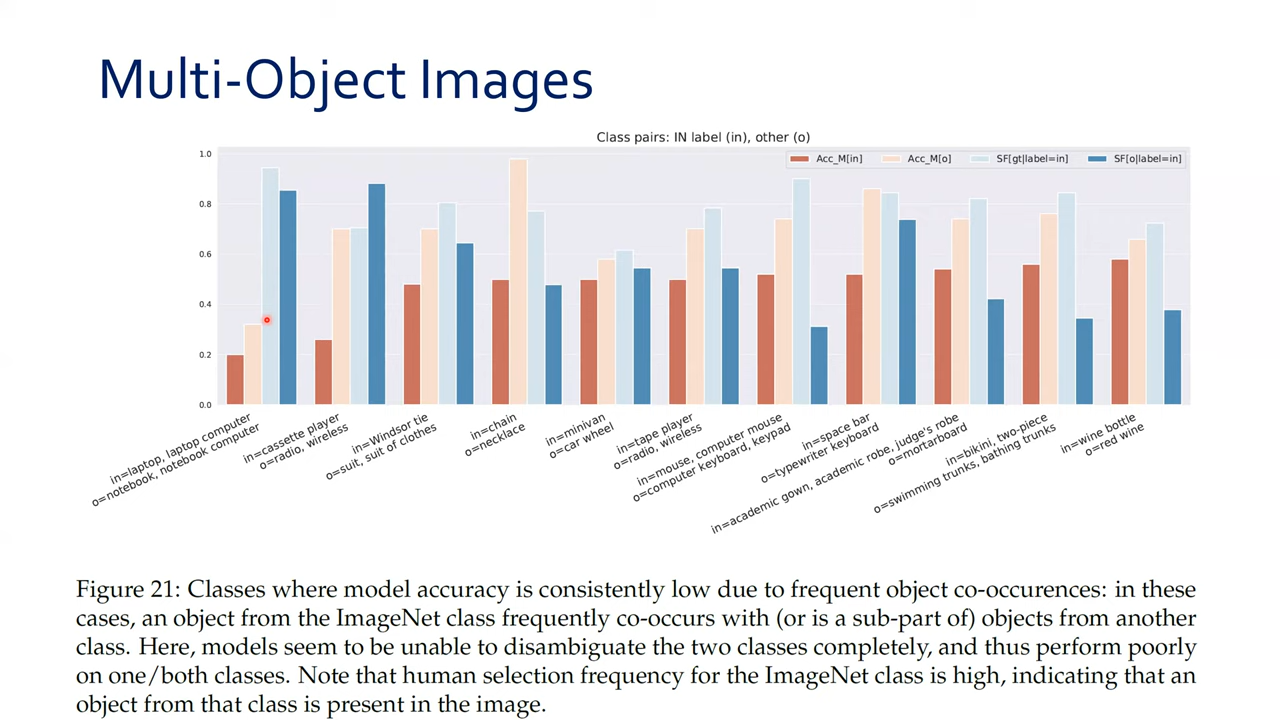 Multi-Object Images
Class pairs: IN label (in), other (o)
Acc_M[in]
Acc_M[o]
SF[gt|label=in]
SF[o|label=in]
1.0
0.8
0.6
0.4
0.2
0.0
in=laptop, laptop computer
o=notebook, notebook computer
in=cassette player
o=radio, wireless
in=Windsor tie
o=suit, suit of clothes
in=chain
o=necklace
in=minivan
o=car wheel
in=tape player
o=radio, wireless
in=mouse, computer mouse
o=computer keyboard, keypad
in=space bar
o=typewriter keyboard
in=academic gown, academic robe, judge's robe
o=mortarboard
in=bikini, two-piece
o=swimming trunks, bathing trunks
in=wine bottle
o=red wine
Figure 21: Classes where model accuracy is consistently low due to frequent object co-occurences: in these
cases, an object from the ImageNet class frequently co-occurs with (or is a sub-part of) objects from another
class. Here, models seem to be unable to disambiguate the two classes completely, and thus perform poorly
on one/both classes. Note that human selection frequency for the ImageNet class is high, indicating that an
object from that class is present in the image.